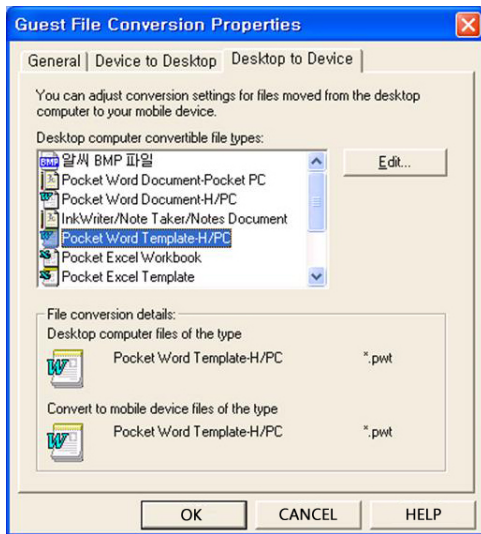 Guest File Conversion Properties
General
Device to Desktop
Desktop to Device
You can adjust conversion settings for files moved from the desktop
computer to your mobile device.
Desktop computer convertible file types:
BMP 알씨 BMP 파일
Pocket Word Document-Pocket PC
Pocket Word Document-H/PC
InkWriter/Note Taker/Notes Document
Pocket Word Template-H/PC
Pocket Excel Workbook
Pocket Excel Template
Edit...
File conversion details:
Desktop computer files of the type
Pocket Word Template-H/PC *.pwt
Convert to mobile device files of the type
Pocket Word Template-H/PC *.pwt
OK
CANCEL
HELP